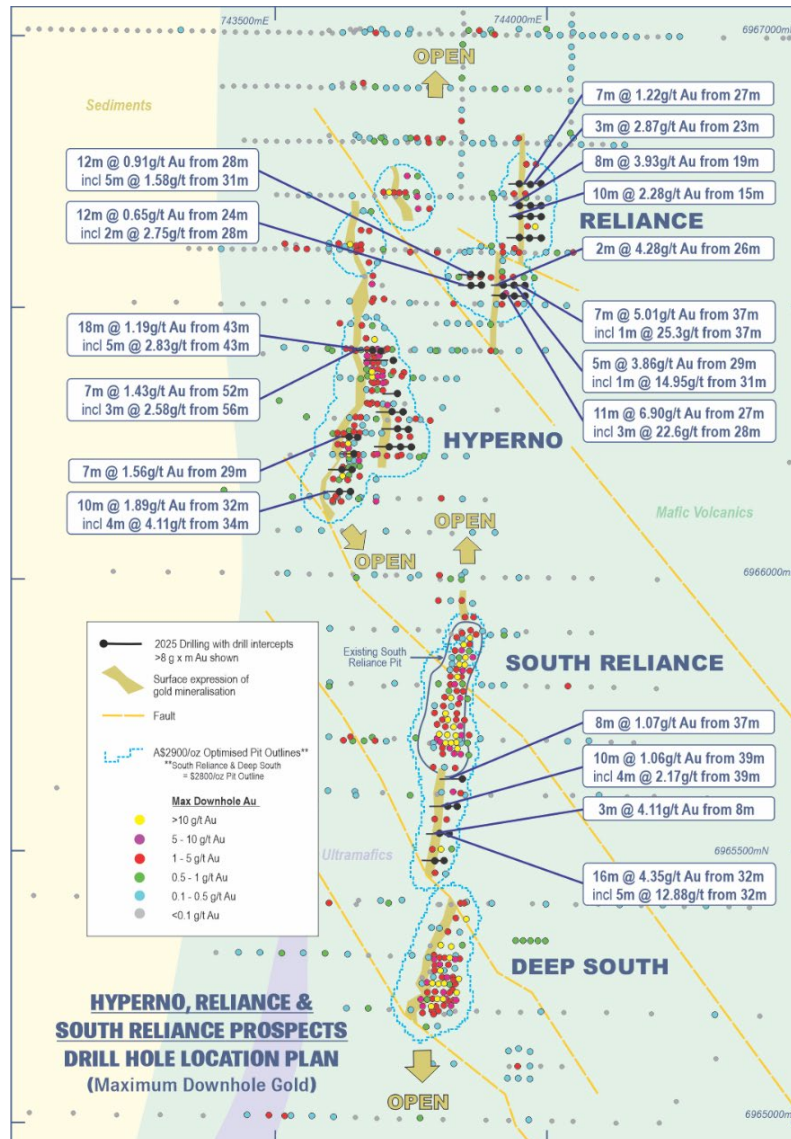 743500mE
744000mE
6967000mN
OPEN
Sediments
7m @ 1.22g/t Au from 27m
3m @ 2.87g/t Au from 23m
8m @ 3.93g/t Au from 19m
10m @ 2.28g/t Au from 15m
RELIANCE
2m @ 4.28g/t Au from 26m
7m @ 5.01g/t Au from 37m
incl 1m @ 25.3g/t from 37m
5m @ 3.86g/t Au from 29m
incl 1m @ 14.95g/t from 31m
11m @ 6.90g/t Au from 27m
incl 3m @ 22.6g/t from 28m
12m @ 0.91g/t Au from 28m
incl 5m @ 1.58g/t from 31m
12m @ 0.65g/t Au from 24m
incl 2m @ 2.75g/t from 28m
18m @ 1.19g/t Au from 43m
incl 5m @ 2.83g/t from 43m
7m @ 1.43g/t Au from 52m
incl 3m @ 2.58g/t from 56m
HYPERNO
7m @ 1.56g/t Au from 29m
10m @ 1.89g/t Au from 32m
incl 4m @ 4.11g/t from 34m
Mafic Volcanics
OPEN
OPEN
6966000mN
Existing South
Reliance Pit
SOUTH RELIANCE
8m @ 1.07g/t Au from 37m
10m @ 1.06g/t Au from 39m
incl 4m @ 2.17g/t from 39m
3m @ 4.11g/t Au from 8m
6965500mN
16m @ 4.35g/t Au from 32m
incl 5m @ 12.88g/t from 32m
2025 Drilling with drill intercepts
>8 g x m Au shown
Surface expression of
gold mineralisation
Fault
A$2900/oz Optimised Pit Outlines**
**South Reliance & Deep South
= $2800/oz Pit Outline
Max Downhole Au
>10 g/t Au
5 - 10 g/t Au
1 - 5 g/t Au
0.5 - 1 g/t Au
0.1 - 0.5 g/t Au
<0.1 g/t Au
Ultramafics
DEEP SOUTH
HYPERNO, RELIANCE &
SOUTH RELIANCE PROSPECTS
DRILL HOLE LOCATION PLAN
(Maximum Downhole Gold)
OPEN
6965000mN